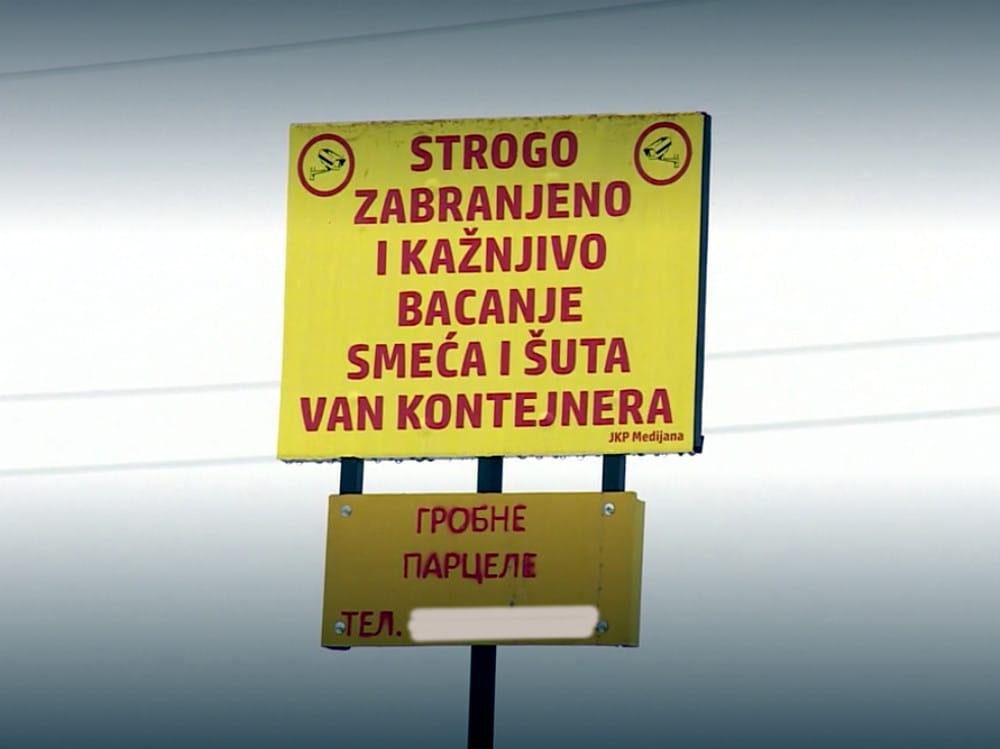 STROGO
ZABRANJENO
I KAŽNJIVO
BACANJE
SMEĆA I ŠUTA
VAN KONTEJNERA
JKP Medijana
ГРОБНЕ
ПАРЦЕЛЕ
ТЕЛ.